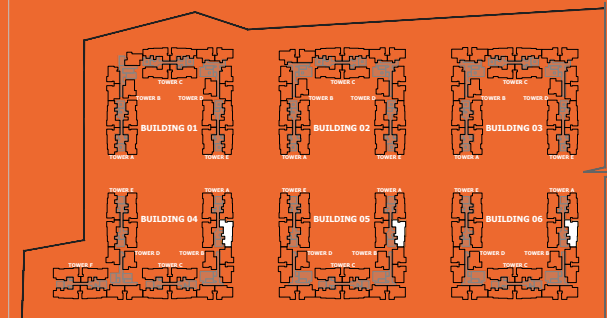 TOWER C TOWER C TOWER C
TOWER B TOWER D TOWER B TOWER D TOWER B TOWER D
BUILDING 01 BUILDING 02 BUILDING 03
TOWER A TOWER E TOWER A TOWER E TOWER A TOWER E
TOWER E TOWER A TOWER E TOWER A TOWER E TOWER A
BUILDING 04 BUILDING 05 BUILDING 06
TOWER D TOWER B TOWER D TOWER B TOWER D TOWER B
TOWER F TOWER C TOWER C TOWER C